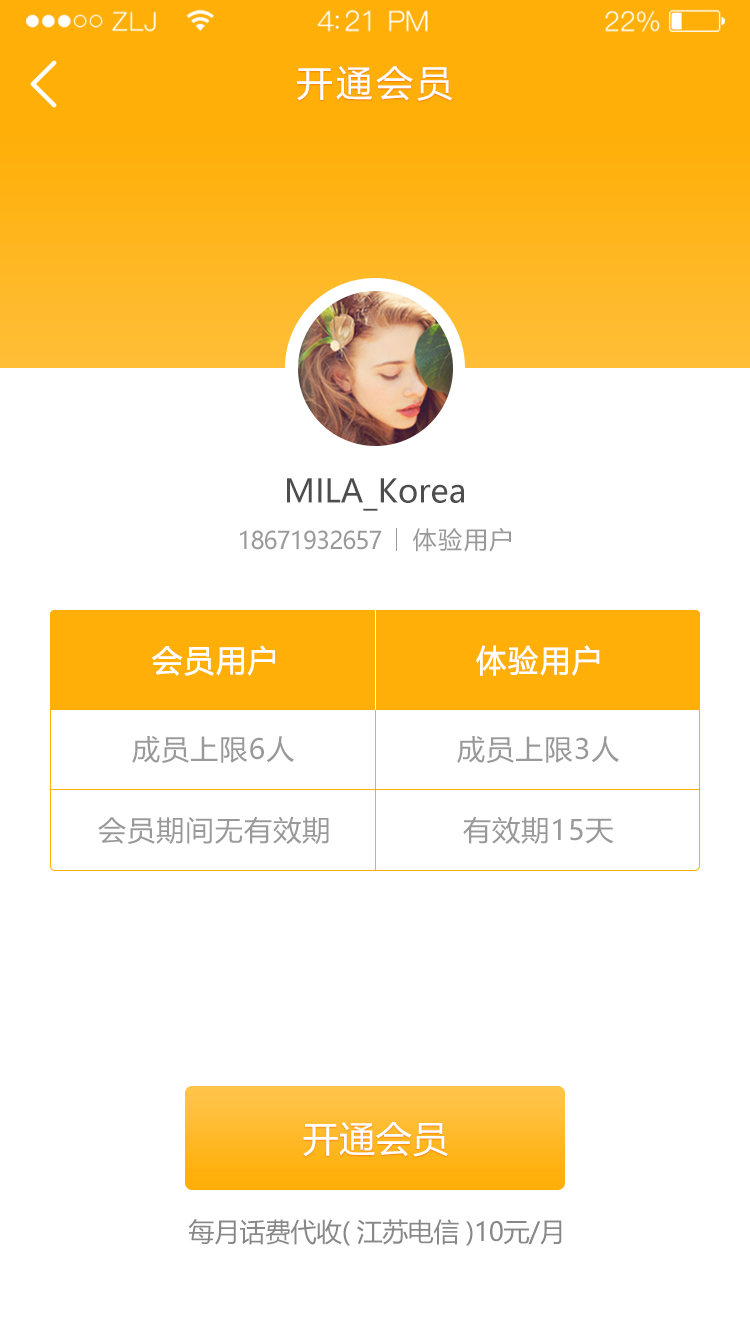 ZLJ 4:21 PM 22%
开通会员
MILA_Korea
18671932657 | 体验用户
会员用户 体验用户
成员上限6人 成员上限3人
会员期间无有效期 有效期15天
开通会员
每月话费代收( 江苏电信 )10元/月